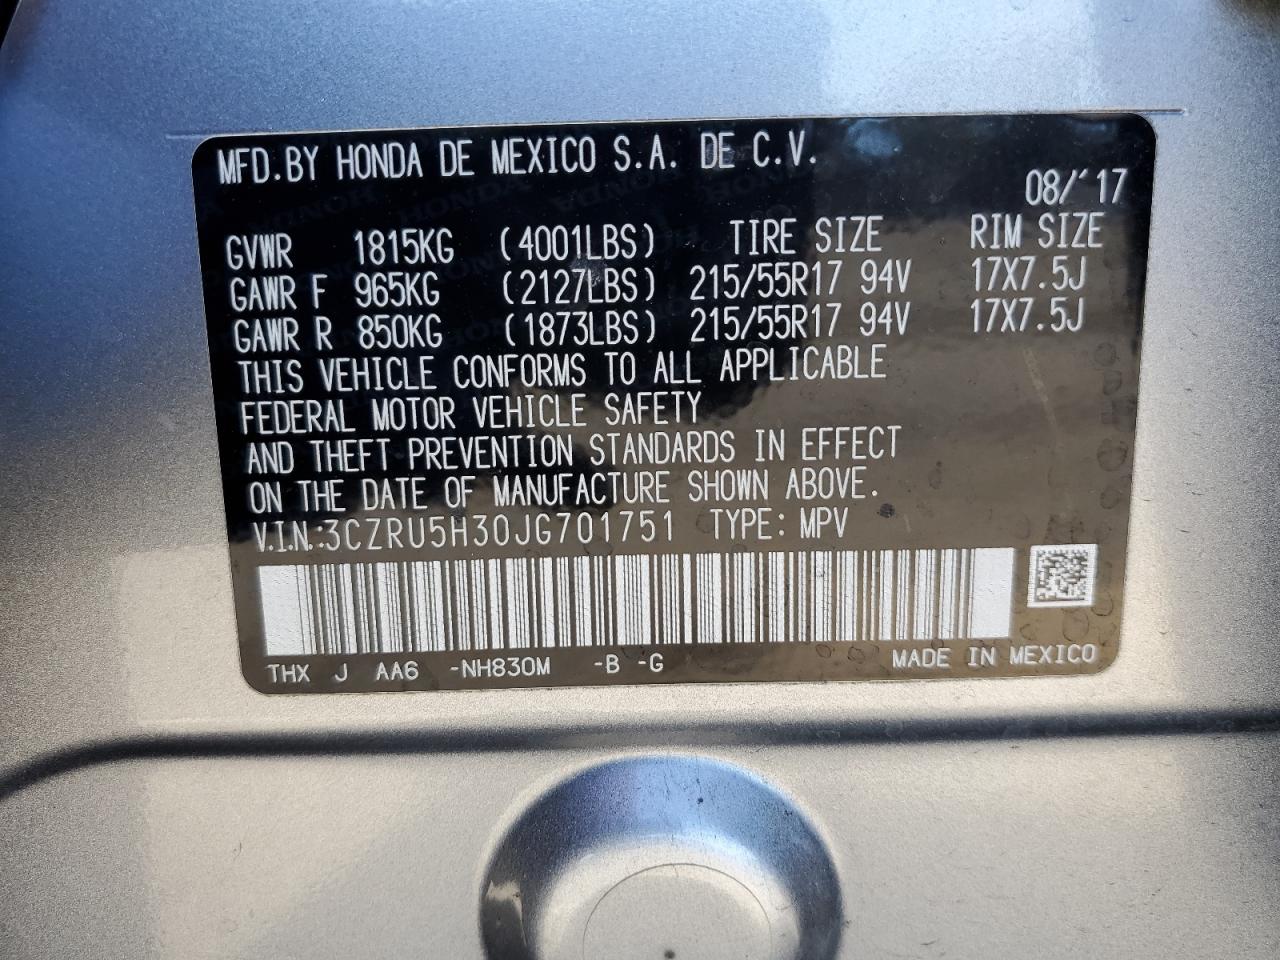 MFD.BY HONDA DE MEXICO S.A. DE C.V.
08/'17
GVWR 1815KG (4001LBS) TIRE SIZE RIM SIZE
GAWR F 965KG (2127LBS) 215/55R17 94V 17X7.5J
GAWR R 850KG (1873LBS) 215/55R17 94V 17X7.5J
THIS VEHICLE CONFORMS TO ALL APPLICABLE
FEDERAL MOTOR VEHICLE SAFETY
AND THEFT PREVENTION STANDARDS IN EFFECT
ON THE DATE OF MANUFACTURE SHOWN ABOVE.
V.I.N.:3CZRU5H30JG701751 TYPE: MPV
THX J AA6 -NH830M -B -G MADE IN MEXICO